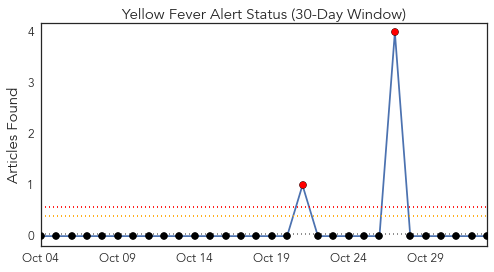 Yellow Fever Alert Status (30-Day Window)
Articles Found
4
3
2
1
0
Oct 04 Oct 09 Oct 14 Oct 19 Oct 24 Oct 29